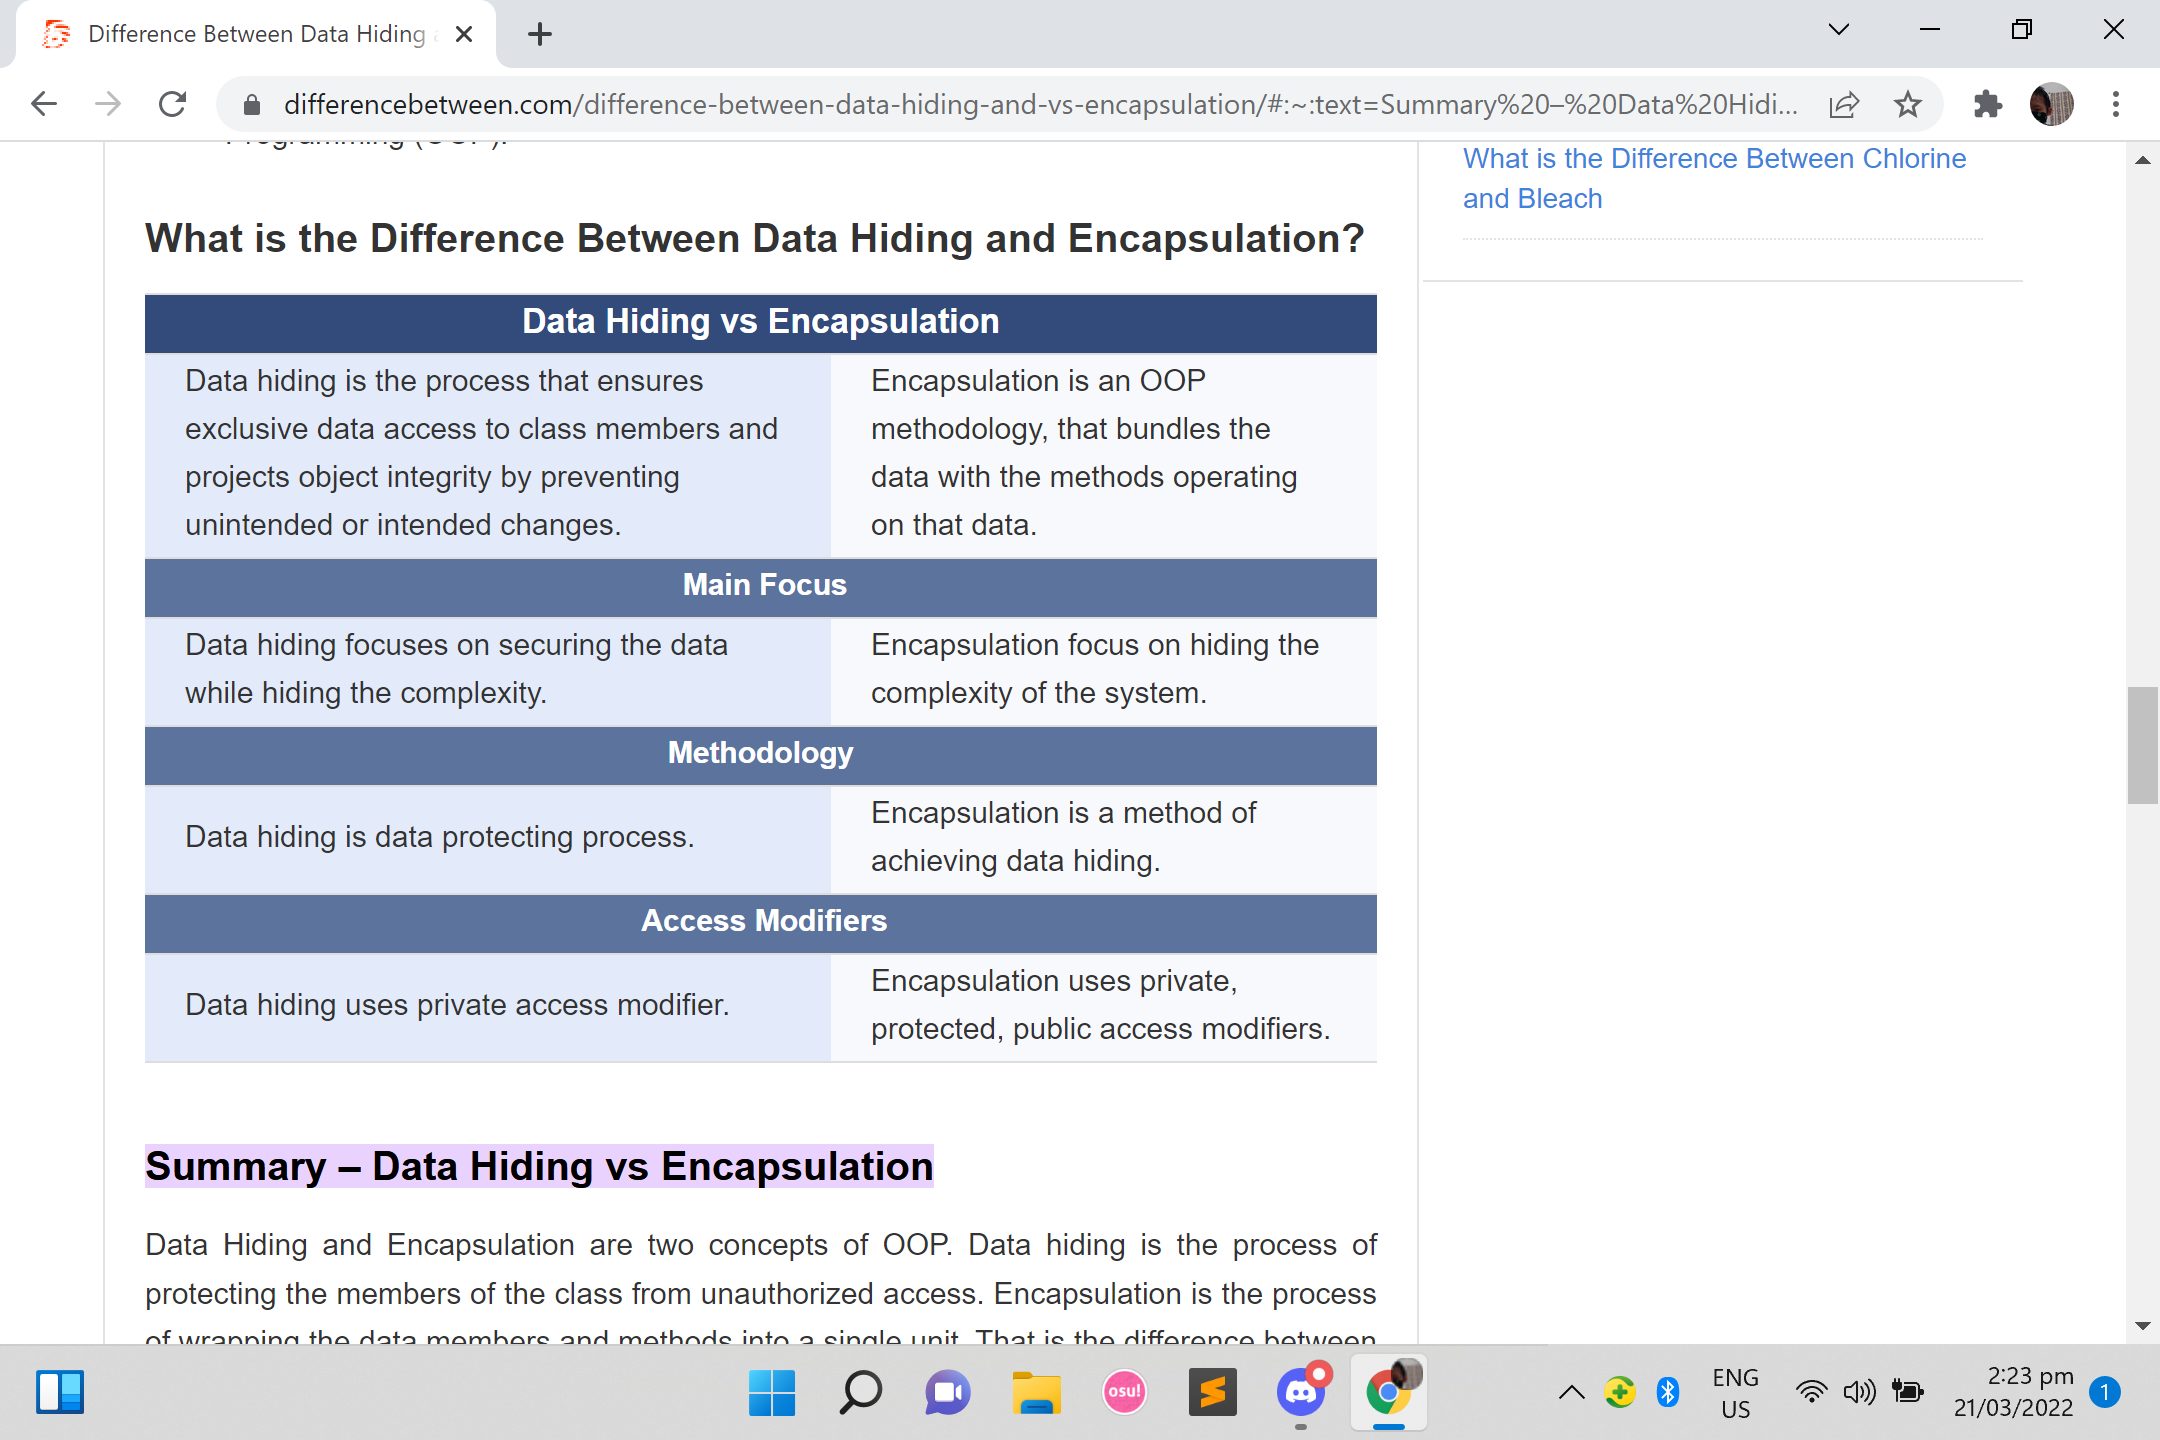 Difference Between Data Hiding a
differencebetween.com/difference-between-data-hiding-and-vs-encapsulation/#:~:text=Summary%20–%20Data%20Hidi...
Programming (OOP).
What is the Difference Between Chlorine
and Bleach
What is the Difference Between Data Hiding and Encapsulation?
Data Hiding vs Encapsulation
Data hiding is the process that ensures
exclusive data access to class members and
projects object integrity by preventing
unintended or intended changes.
Encapsulation is an OOP
methodology, that bundles the
data with the methods operating
on that data.
Main Focus
Data hiding focuses on securing the data
while hiding the complexity.
Encapsulation focus on hiding the
complexity of the system.
Methodology
Data hiding is data protecting process.
Encapsulation is a method of
achieving data hiding.
Access Modifiers
Data hiding uses private access modifier.
Encapsulation uses private,
protected, public access modifiers.
Summary – Data Hiding vs Encapsulation
Data Hiding and Encapsulation are two concepts of OOP. Data hiding is the process of
protecting the members of the class from unauthorized access. Encapsulation is the process
of wrapping the data members and methods into a single unit. That is the difference between
osu!
ENG
US
2:23 pm
21/03/2022
1